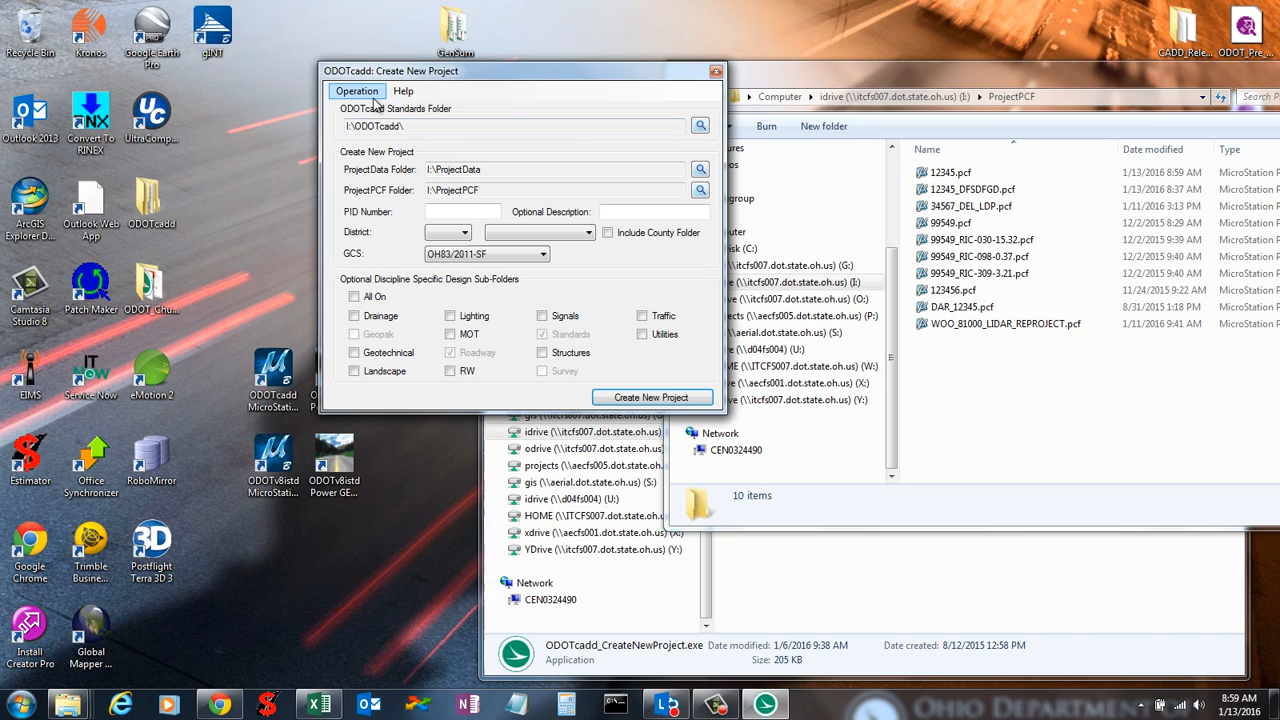 Recycle Bin
Kronos
Google Earth
Pro
gINT
GenSum
CADD_Rele...
ODOT_Pre_...
ODOTcadd: Create New Project
Operation
Help
ODOTcadd Standards Folder
I:\ODOTcadd\
Create New Project
ProjectData Folder:
I:\ProjectData
ProjectPCF Folder:
I:\ProjectPCF
PID Number:
Optional Description:
District:
Include County Folder
GCS:
OH83/2011-SF
Optional Discipline Specific Design Sub-Folders
All On
Drainage
Lighting
Signals
Traffic
Geopak
MOT
Standards
Utilities
Geotechnical
Roadway
Structures
Landscape
RW
Survey
Create New Project
Computer
idrive (\\itcfs007.dot.state.oh.us) (I:)
ProjectPCF
Search P
Burn
New folder
Name
Date modified
Type
12345.pcf 1/13/2016 8:59 AM MicroStation P
12345_DFSDFGD.pcf 1/13/2016 8:37 AM MicroStation P
34567_DEL_LDP.pcf 1/11/2016 3:13 PM MicroStation P
99549.pcf 12/2/2015 8:29 AM MicroStation P
99549_RIC-030-15.32.pcf 12/2/2015 9:39 AM MicroStation P
99549_RIC-098-0.37.pcf 12/2/2015 9:40 AM MicroStation P
99549_RIC-309-3.21.pcf 12/2/2015 9:40 AM MicroStation P
123456.pcf 11/24/2015 9:22 AM MicroStation P
DAR_12345.pcf 8/31/2015 1:18 PM MicroStation P
WOO_81000_LIDAR_REPROJECT.pcf 1/11/2016 9:41 AM MicroStation P
10 items
Network
CEN0324490
idrive (\\itcfs007.dot.state.oh.us) (I:)
odrive (\\itcfs007.dot.state.oh.us) (O:)
projects (\\aecfs005.dot.state.oh.us) (P:)
gis (\\aerial.dot.state.oh.us) (S:)
idrive (\\d04fs004) (U:)
HOME (\\ITCFS007.dot.state.oh.us) (V:)
xdrive (\\aecfs001.dot.state.oh.us) (X:)
YDrive (\\itcfs007.dot.state.oh.us) (Y:)
Network
CEN0324490
ODOTcadd_CreateNewProject.exe Date modified: 1/6/2016 9:38 AM Date created: 8/12/2015 12:58 PM
Application Size: 205 KB
Outlook 2013
Convert To
RINEX
UltraComp...
ArcGIS
Explorer D...
Outlook Web
App
ODOTcadd
Camtasia
Studio 8
Patch Maker
ODOT_Ghu...
EIMS
Service Now
eMotion 2
ODOTcadd
MicroStati...
Estimator
Office
Synchronizer
RoboMirror
ODOTv8istd
MicroStati...
ODOTv8istd
Power GE...
Google
Chrome
Trimble
Busine...
Postflight
Terra 3D 3
Install
Creator Pro
Global
Mapper ...
8:59 AM
1/13/2016